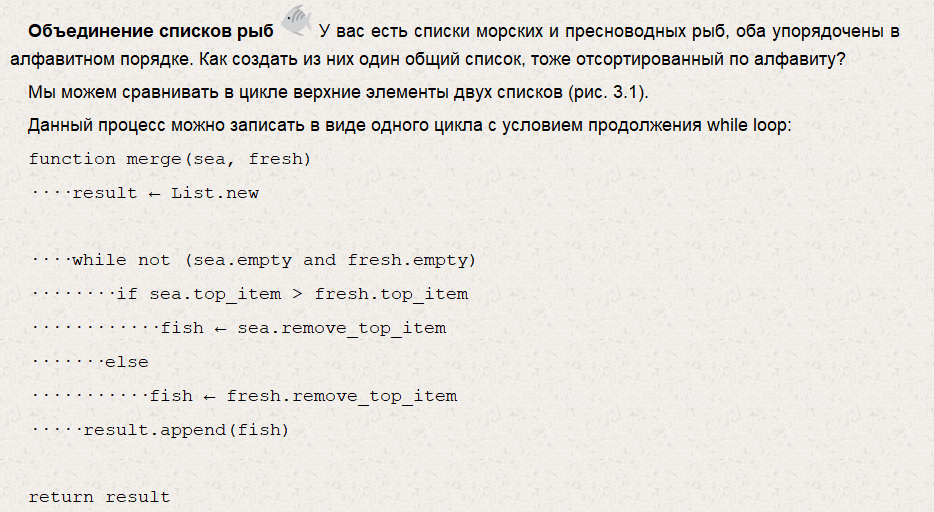 Объединение списков рыб У вас есть списки морских и пресноводных рыб, оба упорядочены в
алфавитном порядке. Как создать из них один общий список, тоже отсортированный по алфавиту?
Мы можем сравнивать в цикле верхние элементы двух списков (рис. 3.1).
Данный процесс можно записать в виде одного цикла с условием продолжения while loop:
function merge(sea, fresh)
····result ← List.new
····while not (sea.empty and fresh.empty)
········if sea.top_item > fresh.top_item
············fish ← sea.remove_top_item
·······else
···········fish ← fresh.remove_top_item
·····result.append(fish)
return result